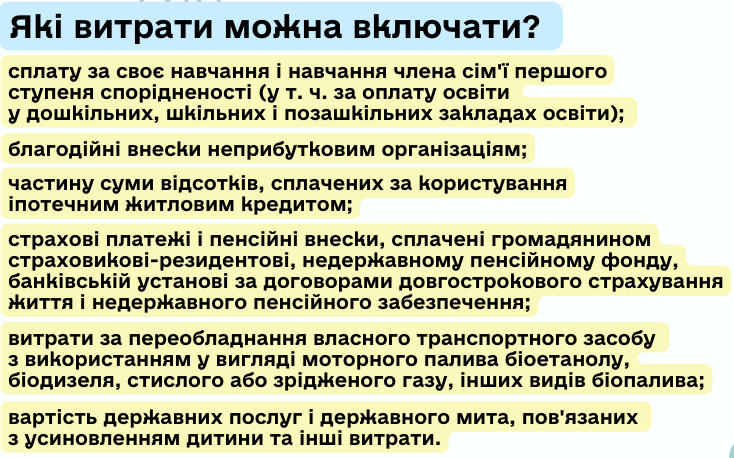 Які витрати можна включати?
сплату за своє навчання і навчання члена сім'ї першого
ступеня спорідненості (у т. ч. за оплату освіти
у дошкільних, шкільних і позашкільних закладах освіти);
благодійні внески неприбутковим організаціям;
частину суми відсотків, сплачених за користування
іпотечним житловим кредитом;
страхові платежі і пенсійні внески, сплачені громадянином
страховикові-резидентові, недержавному пенсійному фонду,
банківській установі за договорами довгострокового страхування
життя і недержавного пенсійного забезпечення;
витрати за переобладнання власного транспортного засобу
з використанням у вигляді моторного палива біоетанолу,
біодизеля, стислого або зрідженого газу, інших видів біопалива;
вартість державних послуг і державного мита, пов'язаних
з усиновленням дитини та інші витрати.